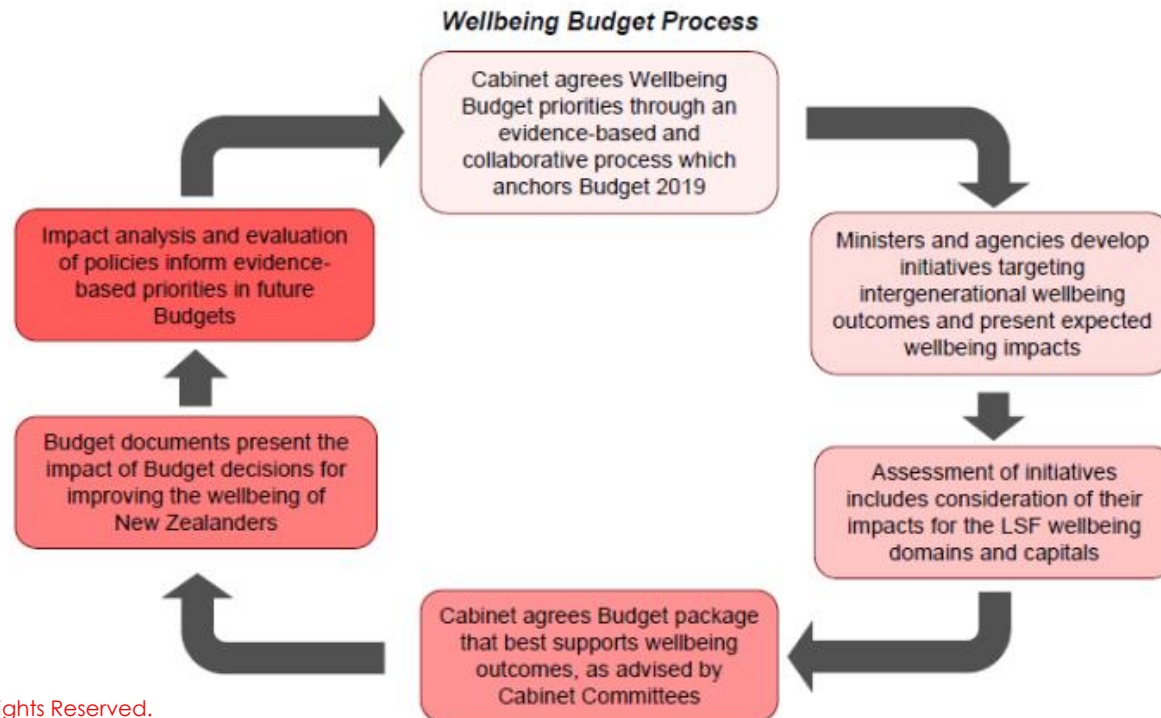 Wellbeing Budget Process
Cabinet agrees Wellbeing
Budget priorities through an
evidence-based and
collaborative process which
anchors Budget 2019
Ministers and agencies develop
initiatives targeting
intergenerational wellbeing
outcomes and present expected
wellbeing impacts
Assessment of initiatives
includes consideration of their
impacts for the LSF wellbeing
domains and capitals
Cabinet agrees Budget package
that best supports wellbeing
outcomes, as advised by
Cabinet Committees
Budget documents present the
impact of Budget decisions for
improving the wellbeing of
New Zealanders
Impact analysis and evaluation
of policies inform evidence-
based priorities in future
Budgets
ights Reserved.